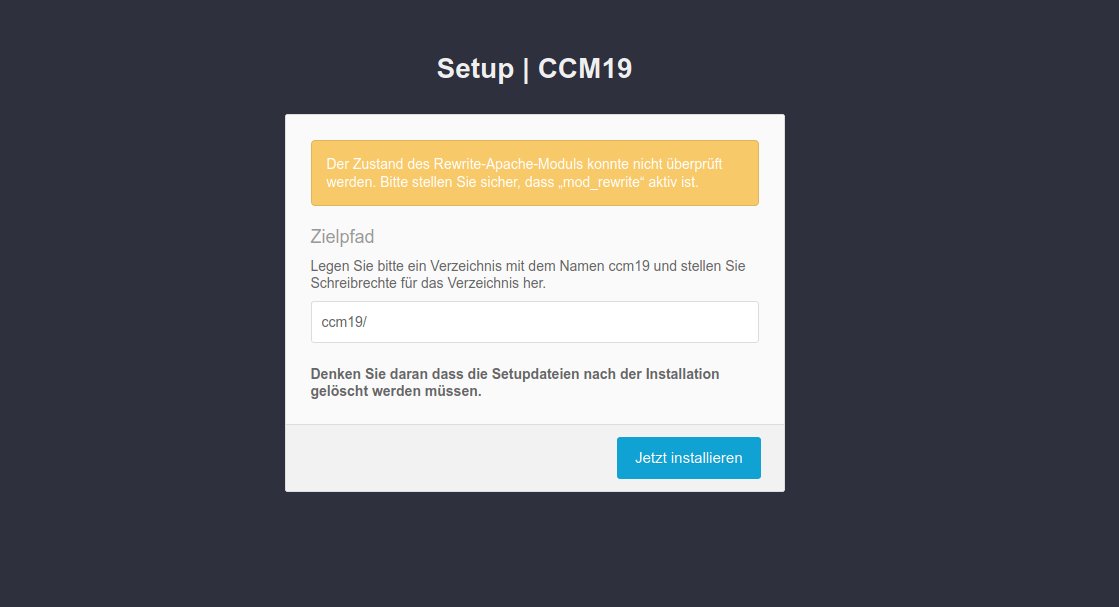 Setup | CCM19
Der Zustand des Rewrite-Apache-Moduls konnte nicht überprüft
werden. Bitte stellen Sie sicher, dass „mod_rewrite“ aktiv ist.
Zielpfad
Legen Sie bitte ein Verzeichnis mit dem Namen ccm19 und stellen Sie
Schreibrechte für das Verzeichnis her.
ccm19/
Denken Sie daran dass die Setupdateien nach der Installation
gelöscht werden müssen.
Jetzt installieren